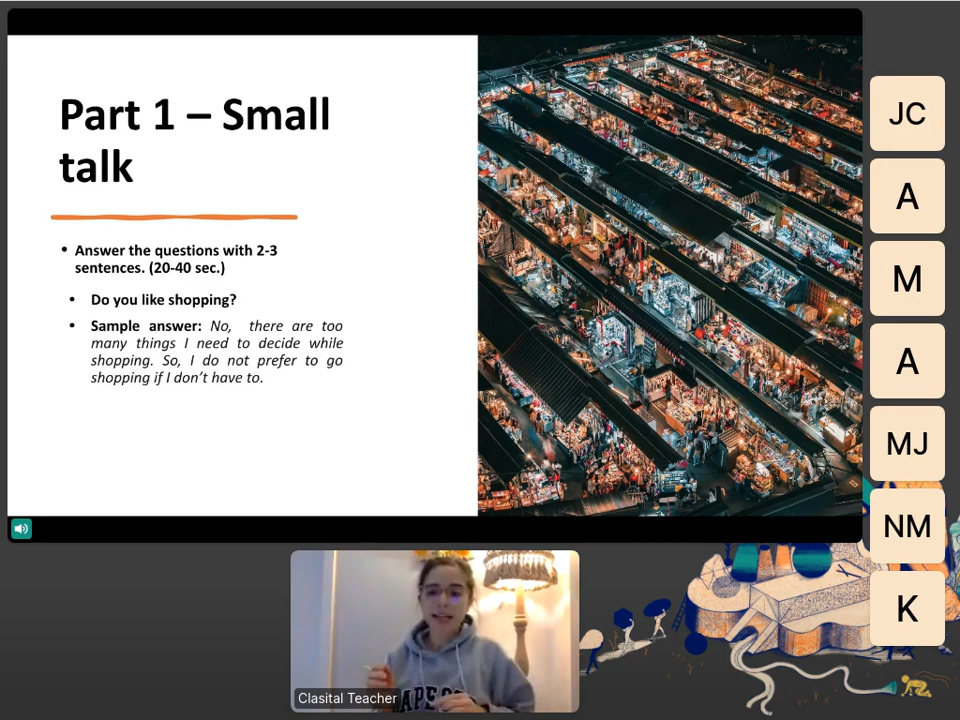 Part 1 – Small
talk
• Answer the questions with 2-3
sentences. (20-40 sec.)
• Do you like shopping?
• Sample answer: No, there are too
many things I need to decide while
shopping. So, I do not prefer to go
shopping if I don’t have to.
JC
A
M
A
MJ
NM
K
Clasital Teacher